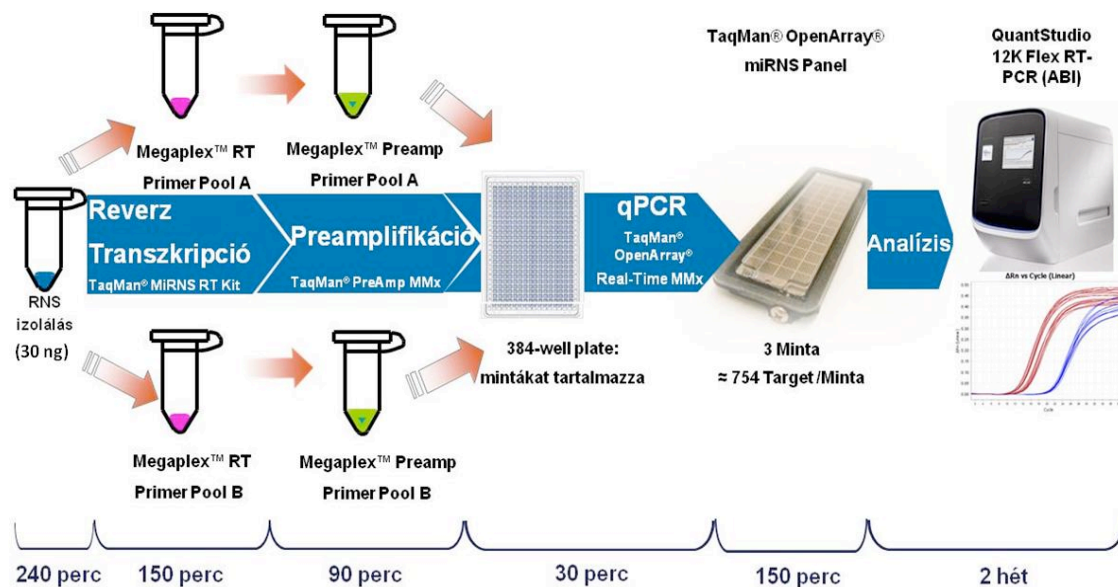 TaqMan® OpenArray®
miRNS Panel
QuantStudio
12K Flex RT-
PCR (ABI)
Megaplex™ RT
Primer Pool A
Megaplex™ Preamp
Primer Pool A
Reverz
Transzkripció
TaqMan® MiRNS RT Kit
Preamplifikáció
TaqMan® PreAmp MMx
qPCR
TaqMan®
OpenArray®
Real-Time MMx
Analízis
RNS
izolálás
(30 ng)
384-well plate:
mintákat tartalmazza
3 Minta
≈ 754 Target /Minta
ΔRn vs Cycle (Linear)
Cycle
Megaplex™ RT
Primer Pool B
Megaplex™ Preamp
Primer Pool B
240 perc
150 perc
90 perc
30 perc
150 perc
2 hét